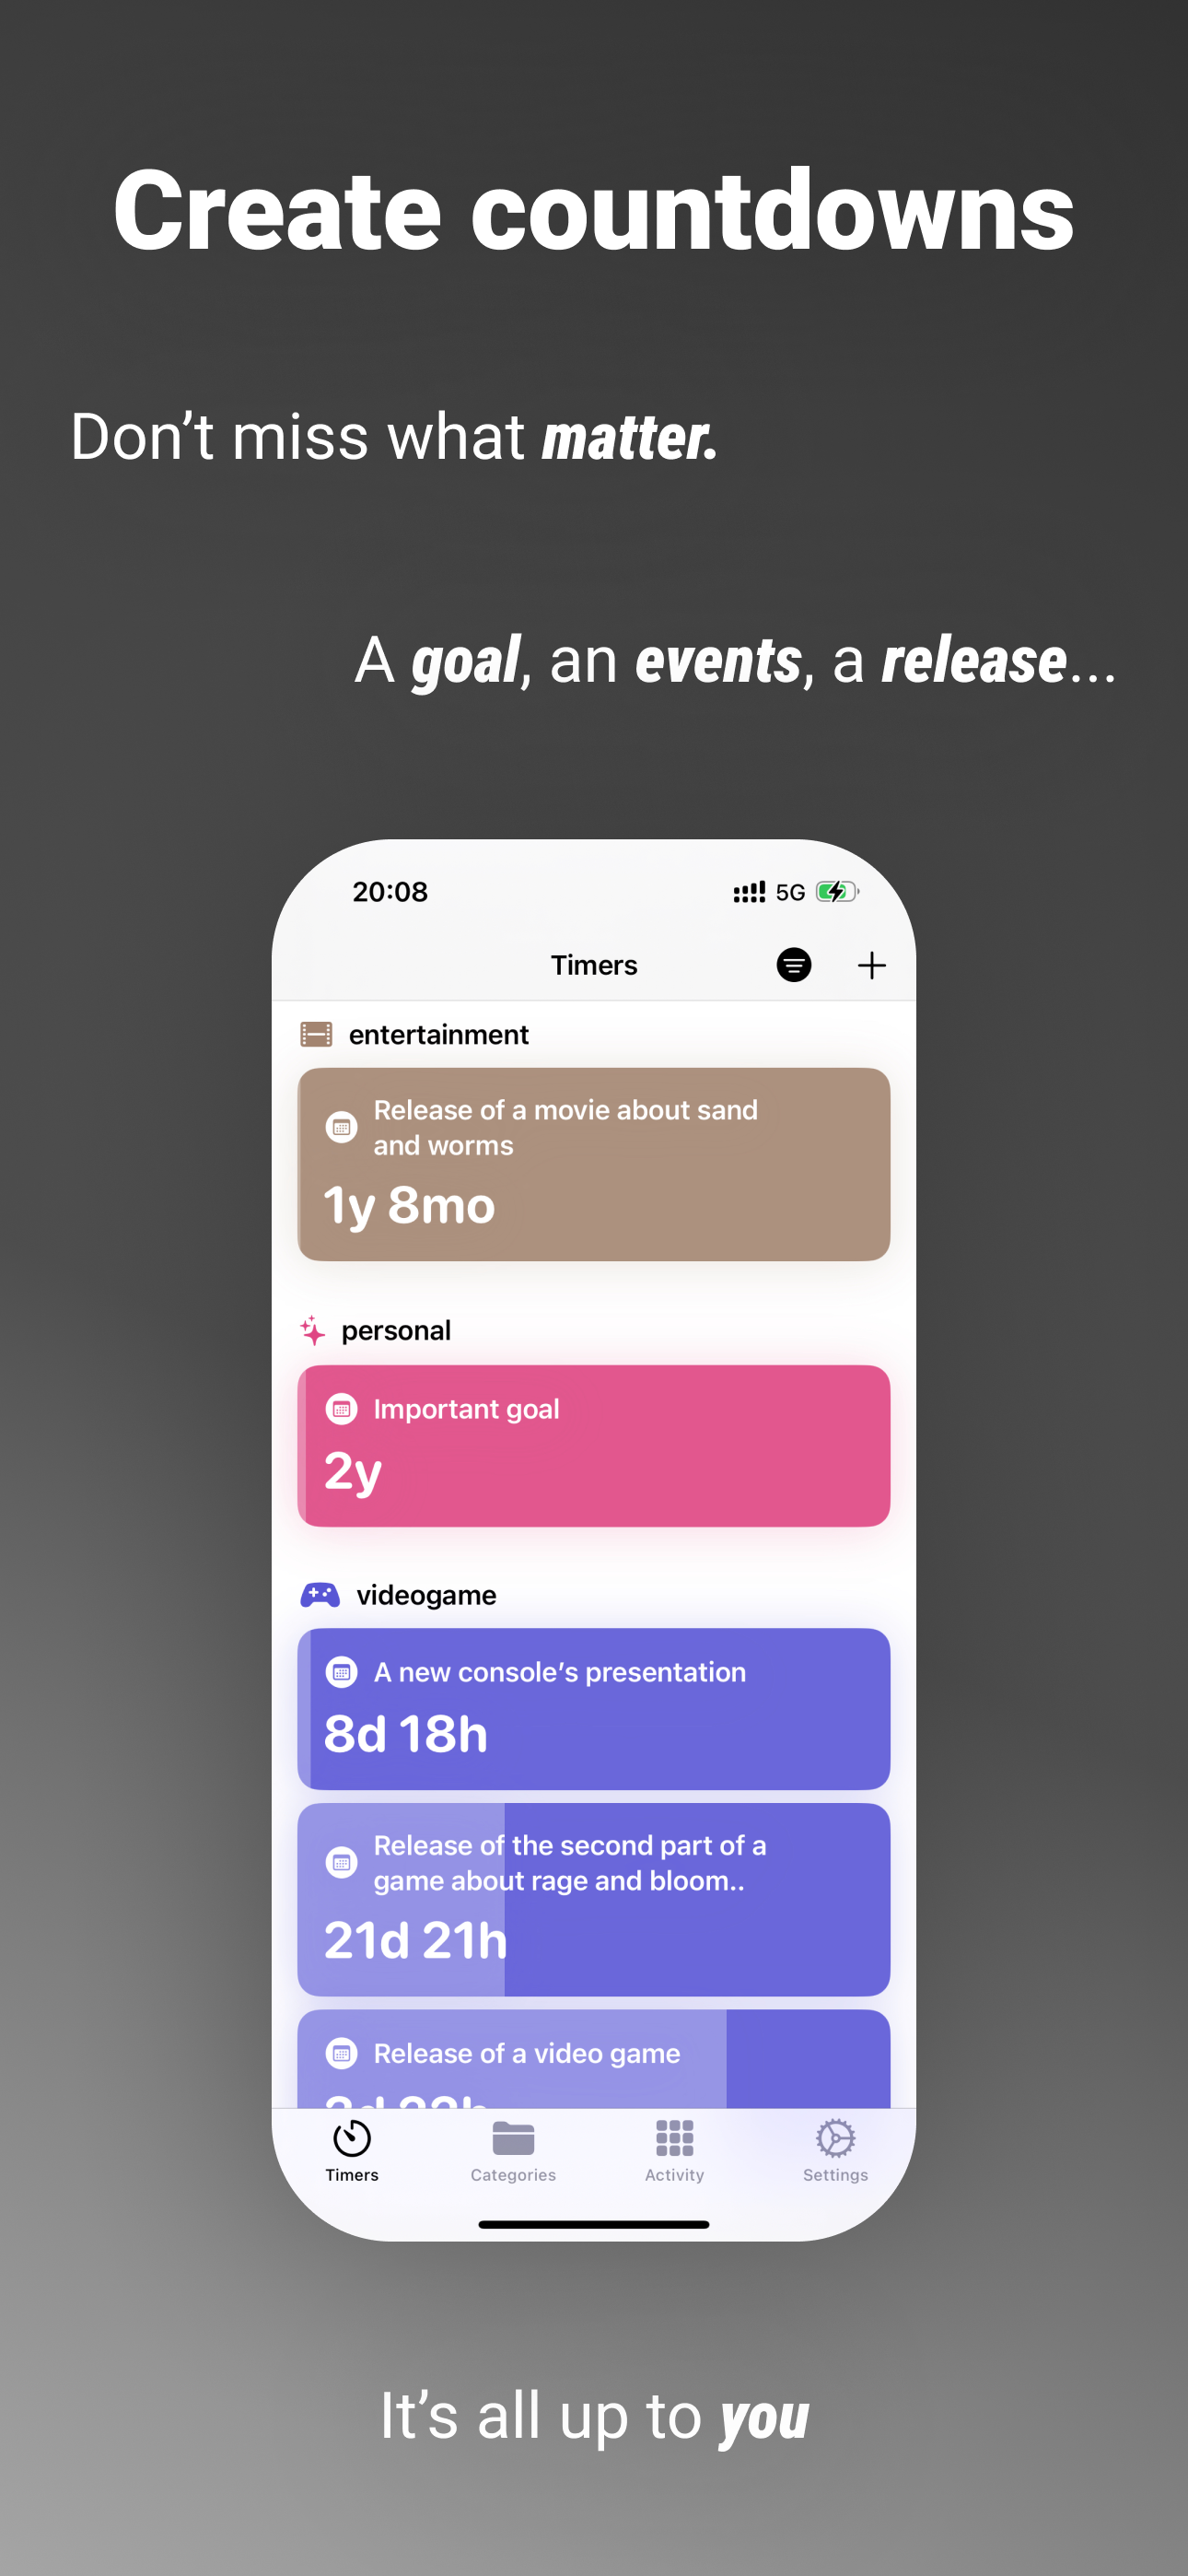 Create countdowns
Don’t miss what matter.
A goal, an events, a release...
20:08 5G
Timers
entertainment
Release of a movie about sand
and worms
1y 8mo
personal
Important goal
2y
videogame
A new console’s presentation
8d 18h
Release of the second part of a
game about rage and bloom..
21d 21h
Release of a video game
Timers Categories Activity Settings
It’s all up to you